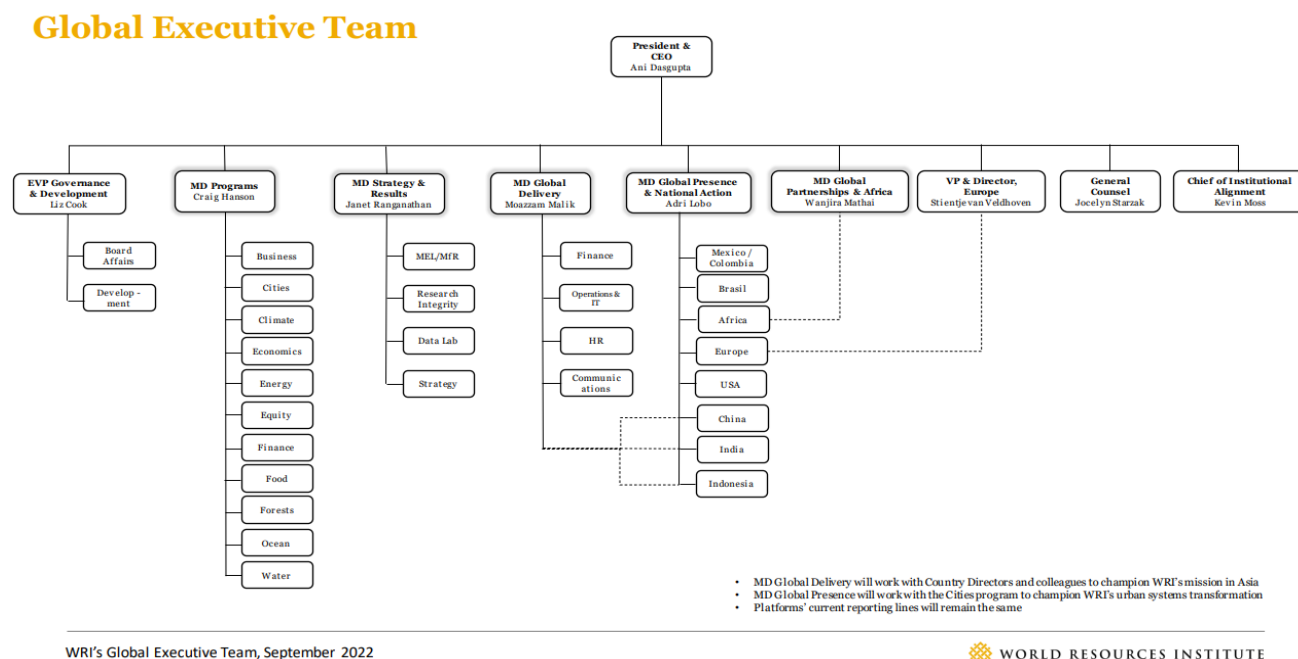 Global Executive Team
President &
CEO
Ani Dasgupta
EVP Governance
& Development
Liz Cook
MD Programs
Craig Hanson
MD Strategy &
Results
Janet Ranganathan
MD Global
Delivery
Moazzam Malik
MD Global Presence
& National Action
Adri Lobo
MD Global
Partnerships & Africa
Wanjira Mathai
VP & Director,
Europe
Stientje van Veldhoven
General
Counsel
Jocelyn Starzak
Chief of Institutional
Alignment
Kevin Moss
Board
Affairs
Develop -
ment
Business
Cities
Climate
Economics
Energy
Equity
Finance
Food
Forests
Ocean
Water
MEL/MfR
Research
Integrity
Data Lab
Strategy
Finance
Operations &
IT
HR
Communic
ations
Mexico /
Colombia
Brasil
Africa
Europe
USA
China
India
Indonesia
• MD Global Delivery will work with Country Directors and colleagues to champion WRI's mission in Asia
• MD Global Presence will work with the Cities program to champion WRI's urban systems transformation
• Platforms' current reporting lines will remain the same
WRI's Global Executive Team, September 2022
WORLD RESOURCES INSTITUTE